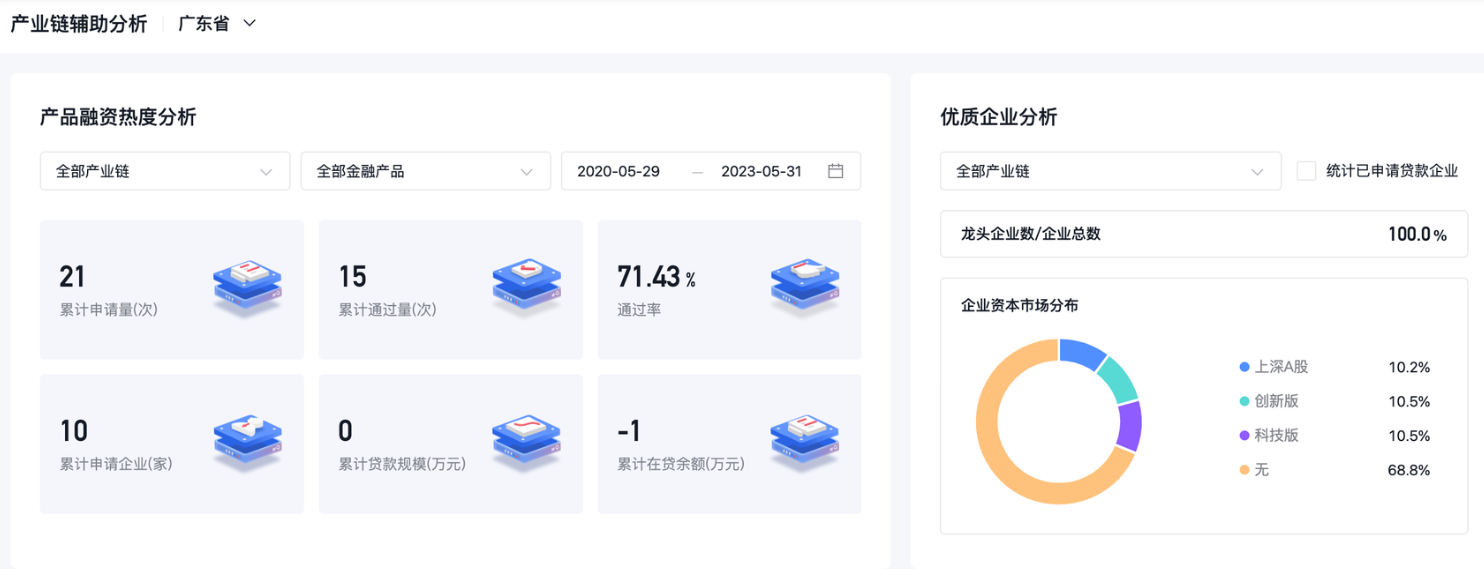 产业链辅助分析 广东省
产品融资热度分析
全部产业链 全部金融产品 2020-05-29 — 2023-05-31
21
累计申请量(次)
15
累计通过量(次)
71.43 %
通过率
10
累计申请企业(家)
0
累计贷款规模(万元)
-1
累计在贷余额(万元)
优质企业分析
全部产业链 统计已申请贷款企业
龙头企业数/企业总数 100.0 %
企业资本市场分布
上深A股 10.2%
创新版 10.5%
科技版 10.5%
无 68.8%